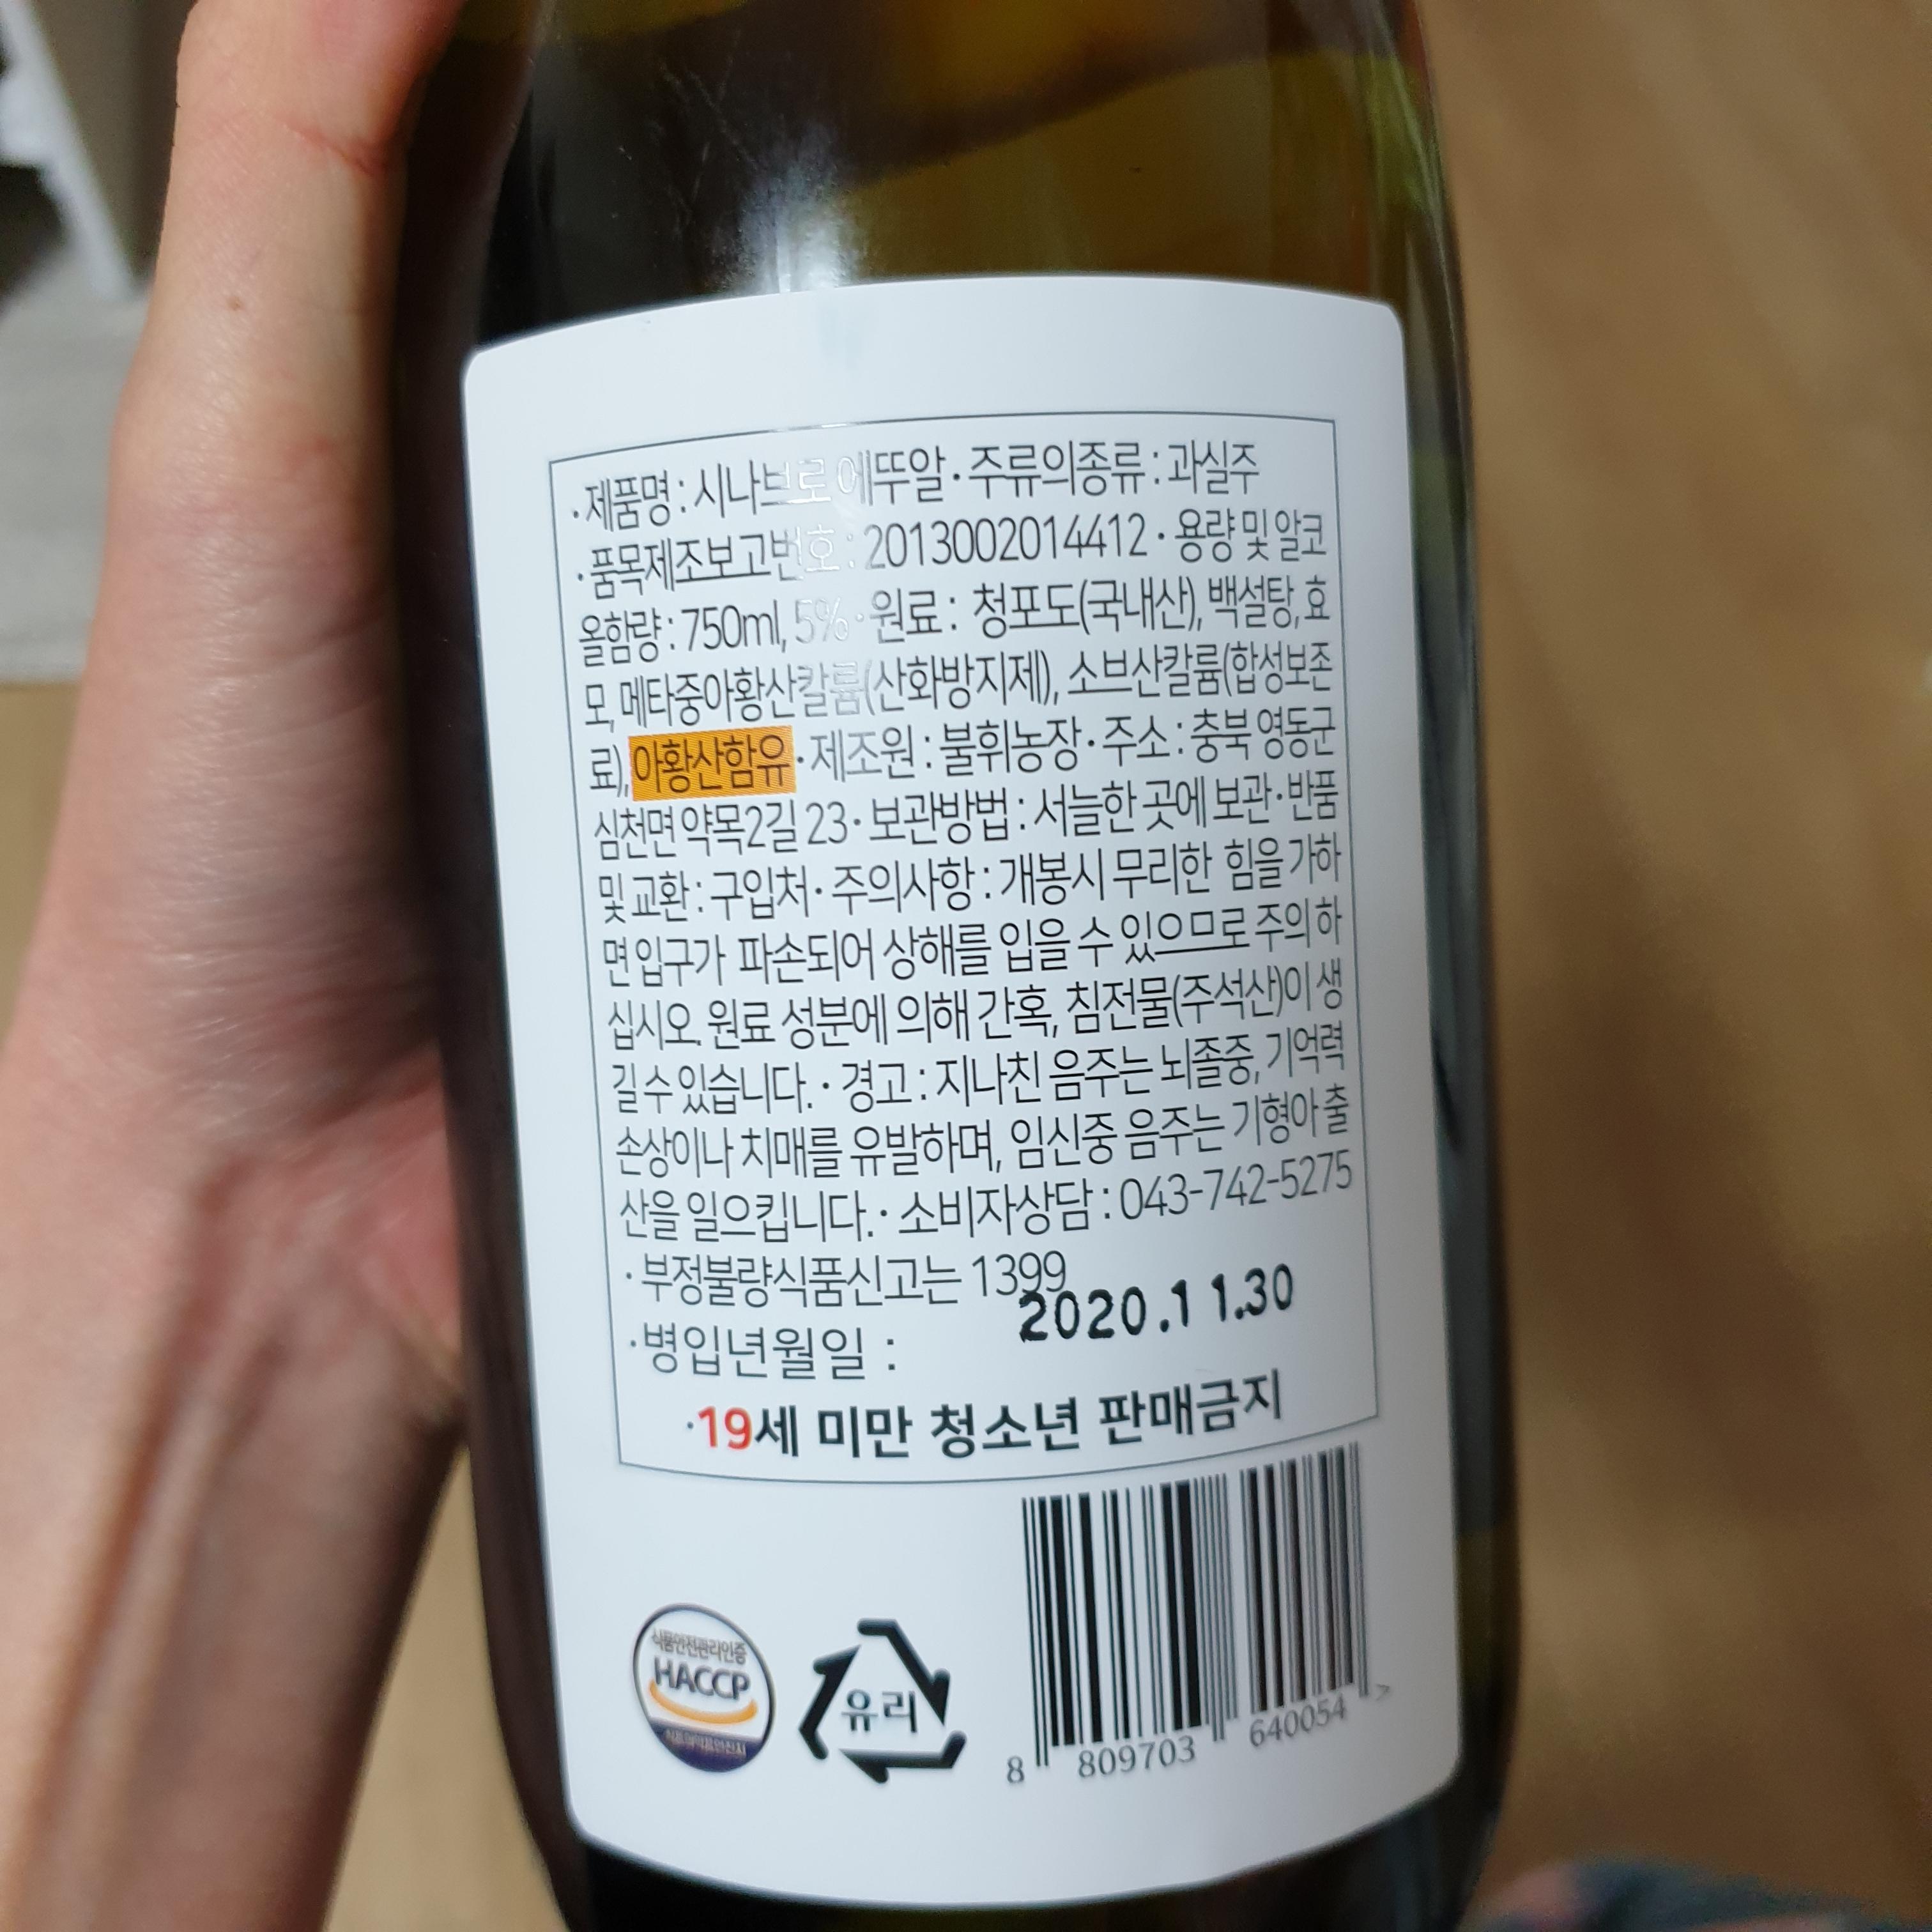 ·제품명 : 시나브로 에뚜알 · 주류의종류 : 과실주
·품목제조보고번호 : 2013002014412 · 용량 및 알코
올함량 : 750ml, 5% · 원료 : 청포도(국내산), 백설탕, 효
모, 메타중아황산칼륨(산화방지제), 소브산칼륨(합성보존
료), 아황산함유 · 제조원 : 불휘농장 · 주소 : 충북 영동군
심천면 약목2길 23 · 보관방법 : 서늘한 곳에 보관 · 반품
및 교환 : 구입처 · 주의사항 : 개봉시 무리한 힘을 가하
면 입구가 파손되어 상해를 입을 수 있으므로 주의 하
십시오. 원료 성분에 의해 간혹, 침전물(주석산)이 생
길 수 있습니다. · 경고 : 지나친 음주는 뇌졸중, 기억력
손상이나 치매를 유발하며, 임신중 음주는 기형아 출
산을 일으킵니다. · 소비자상담 : 043-742-5275
·부정불량식품신고는 1399
·병입년월일 : 2020.11.30
·19세 미만 청소년 판매금지
식품안전관리인증
HACCP
유리
8 809703 640054 >